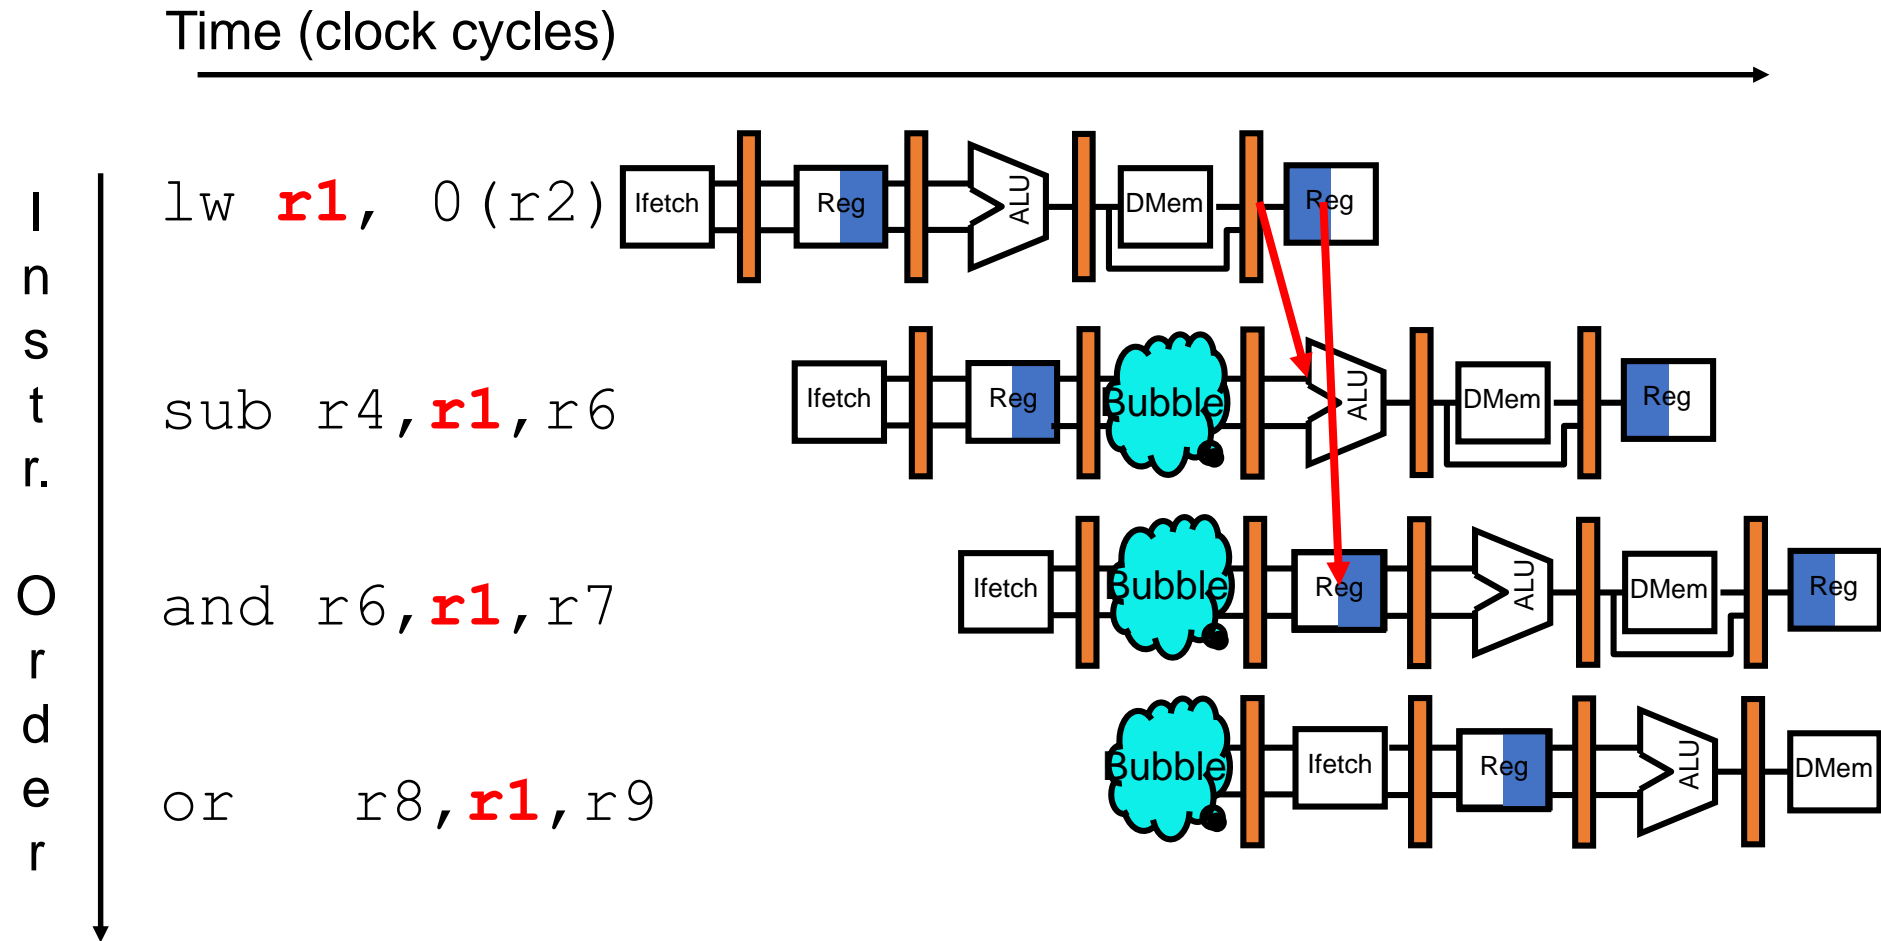 Time (clock cycles)
Instr. Order
lw r1, 0(r2)
Ifetch Reg ALU DMem Reg
sub r4,r1,r6
Ifetch Reg Bubble ALU DMem Reg
and r6,r1,r7
Ifetch Bubble Reg ALU DMem Reg
or r8,r1,r9
Bubble Ifetch Reg ALU DMem